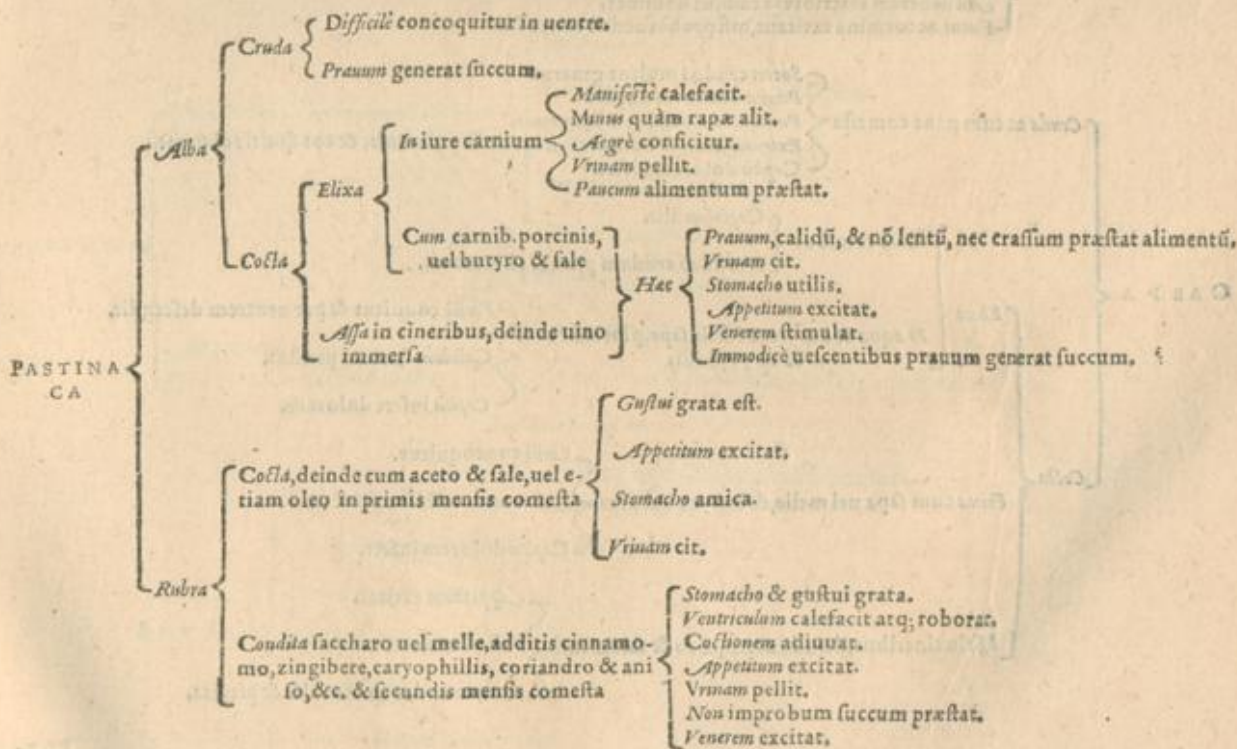 PASTINA
CA
Alba
Cruda
Difficilè concoquitur in uentre.
Prauum generat succum.
Cocta
Elixa
In iure carnium
Manifestè calefacit.
Minus quàm rapæ alit.
Aegrè conficitur.
Vrinam pellit.
Paucum alimentum præstat.
Cum carnib. porcinis,
uel butyro & sale
Assa in cineribus, deinde uino
immersa
Hæc
Prauum, calidū, & nō lentū, nec crassum præstat alimentū,
Vrinam cit.
Stomacho utilis.
Appetitum excitat.
Venerem stimulat.
Immodicè uescentibus prauum generat succum.
Rubra
Cocta, deinde cum aceto & sale, uel e-
tiam oleo in primis mensis comesta
Gustui grata est.
Appetitum excitat.
Stomacho amica.
Vrinam cit.
Condita saccharo uel melle, additis cinnamo-
mo, zingibere, caryophillis, coriandro & ani
so, &c. & secundis mensis comesta
Stomacho & gustui grata.
Ventriculum calefacit atq; roborat.
Coctionem adiuuat.
Appetitum excitat.
Vrinam pellit.
Non improbum succum præstat.
Venerem excitat.